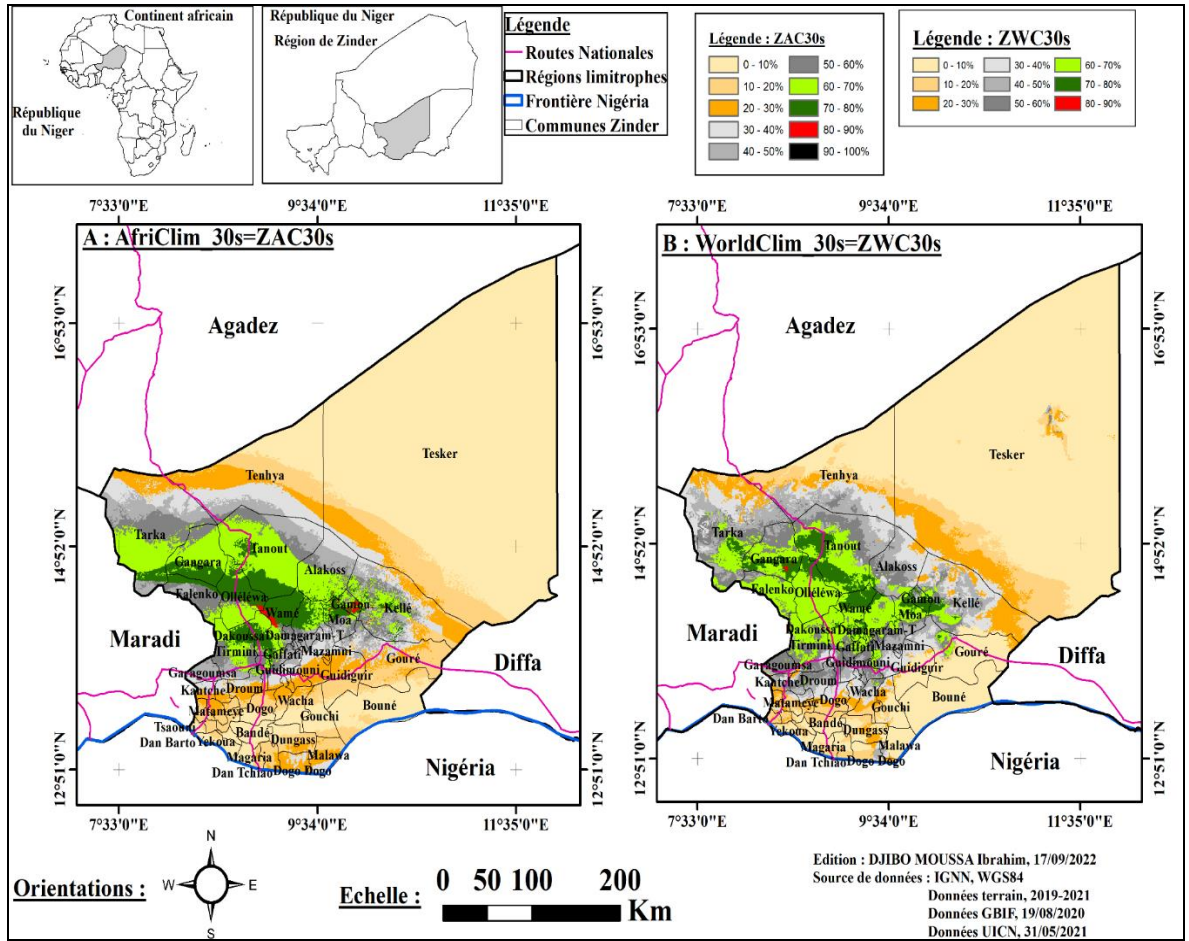 Continent africain
République
du Niger
République du Niger
Région de Zinder
Légende
Routes Nationales
Régions limitrophes
Frontière Nigéria
Communes Zinder
Légende : ZAC30s
0 - 10%
10 - 20%
20 - 30%
30 - 40%
40 - 50%
50 - 60%
60 - 70%
70 - 80%
80 - 90%
90 - 100%
Légende : ZWC30s
0 - 10%
10 - 20%
20 - 30%
30 - 40%
40 - 50%
50 - 60%
60 - 70%
70 - 80%
80 - 90%
7°33'0"E 9°34'0"E 11°35'0"E
A : AfriClim_30s=ZAC30s
16°53'0"N
14°52'0"N
12°51'0"N
Agadez
Tesker
Tenhya
Tarka
Tanout
Gangara
Alakoss
Falenko
Olléléwa
Wamé
Gamou
Kellé
Moa
Maradi
Dakoussa
Damagaram-T
Tirmini
Gaffati
Mazamni
Diffa
Garagoumsa
Guidimouni
Gouré
Guidiguir
Kantche
Droum
Matameye
Dogo
Wacha
Bouné
Gouchi
Tsaouni
Dan Barto
Yekoua
Bandé
Dungass
Magaria
Malawa
Dan Tchiao
Dogo Dogo
Nigéria
7°33'0"E 9°34'0"E 11°35'0"E
7°33'0"E 9°34'0"E 11°35'0"E
B : WorldClim_30s=ZWC30s
16°53'0"N
14°52'0"N
12°51'0"N
16°53'0"N
14°52'0"N
12°51'0"N
Agadez
Tesker
Tenhya
Tarka
Tanout
Gangara
Alakoss
Falenko
Olléléwa
Wamé
Gamou
Kellé
Moa
Maradi
Dakoussa
Damagaram-T
Tirmini
Gaffati
Mazamni
Diffa
Garagoumsa
Guidimouni
Gouré
Guidiguir
Kantche
Droum
Matameye
Dogo
Wacha
Bouné
Gouchi
Dan Barto
Yekoua
Bandé
Dungass
Magaria
Malawa
Dan Tchiao
Dogo Dogo
Nigéria
7°33'0"E 9°34'0"E 11°35'0"E
Orientations :
N
W
E
S
Echelle :
0 50 100 200
Km
Edition : DJIBO MOUSSA Ibrahim, 17/09/2022
Source de données : IGNN, WGS84
Données terrain, 2019-2021
Données GBIF, 19/08/2020
Données UICN, 31/05/2021